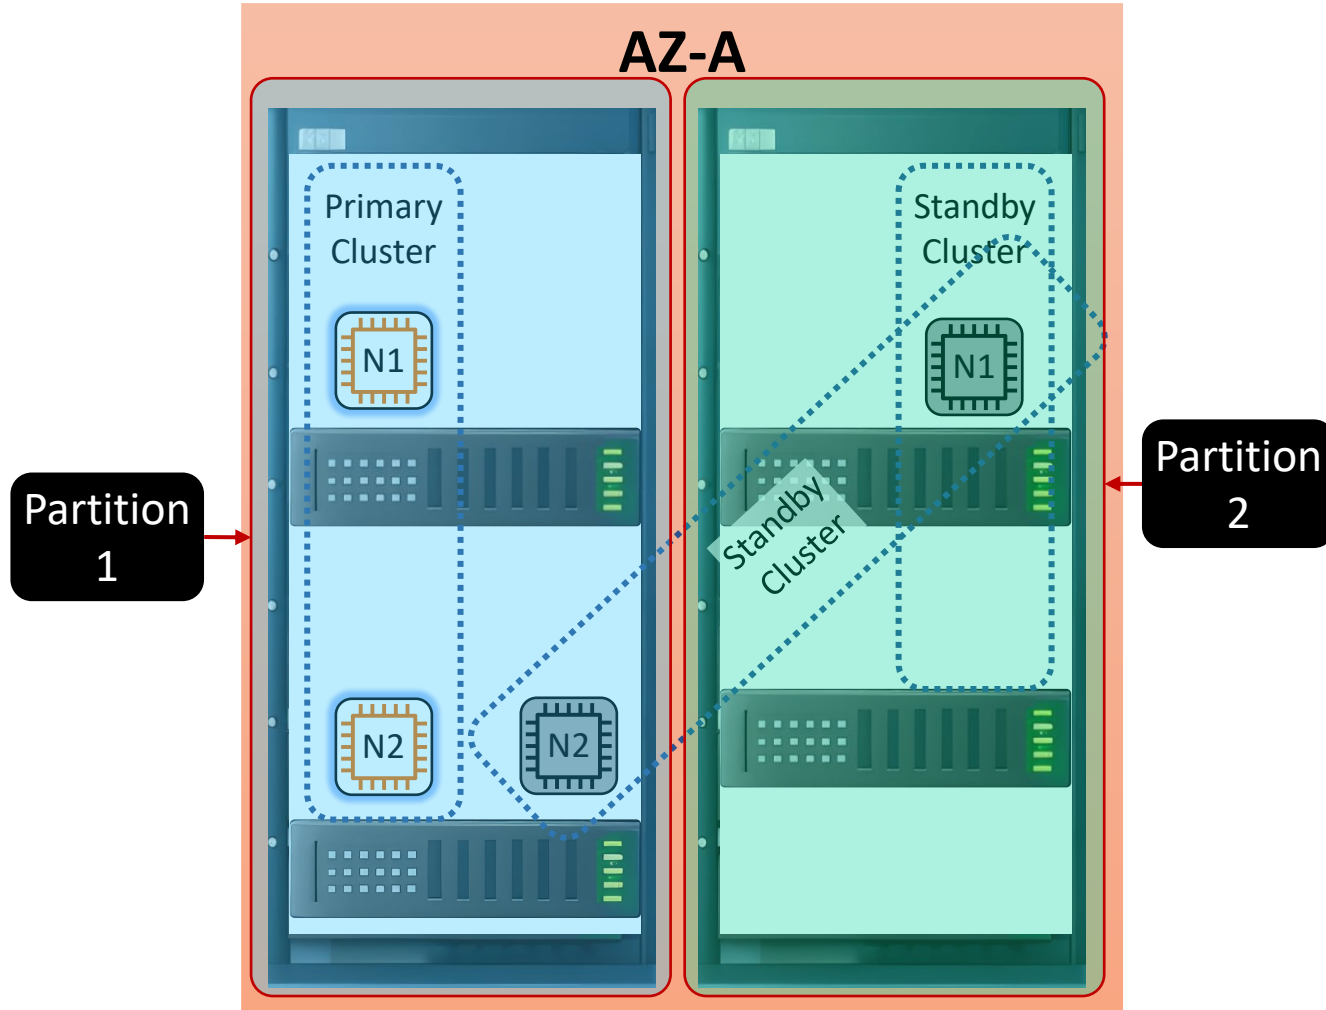 AZ-A
Primary
Cluster
N1
N2
N2
Standby
Cluster
N1
Standby
Cluster
Partition
1
Partition
2